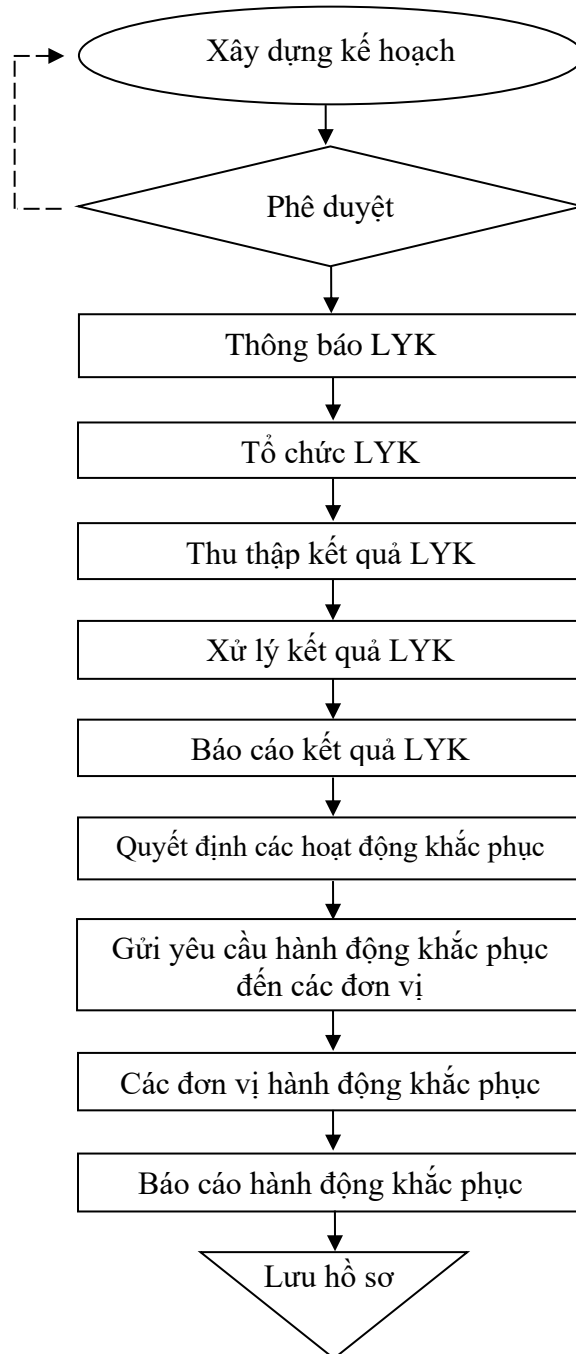 Xây dựng kế hoạch
Phê duyệt
Thông báo LYK
Tổ chức LYK
Thu thập kết quả LYK
Xử lý kết quả LYK
Báo cáo kết quả LYK
Quyết định các hoạt động khắc phục
Gửi yêu cầu hành động khắc phục
đến các đơn vị
Các đơn vị hành động khắc phục
Báo cáo hành động khắc phục
Lưu hồ sơ